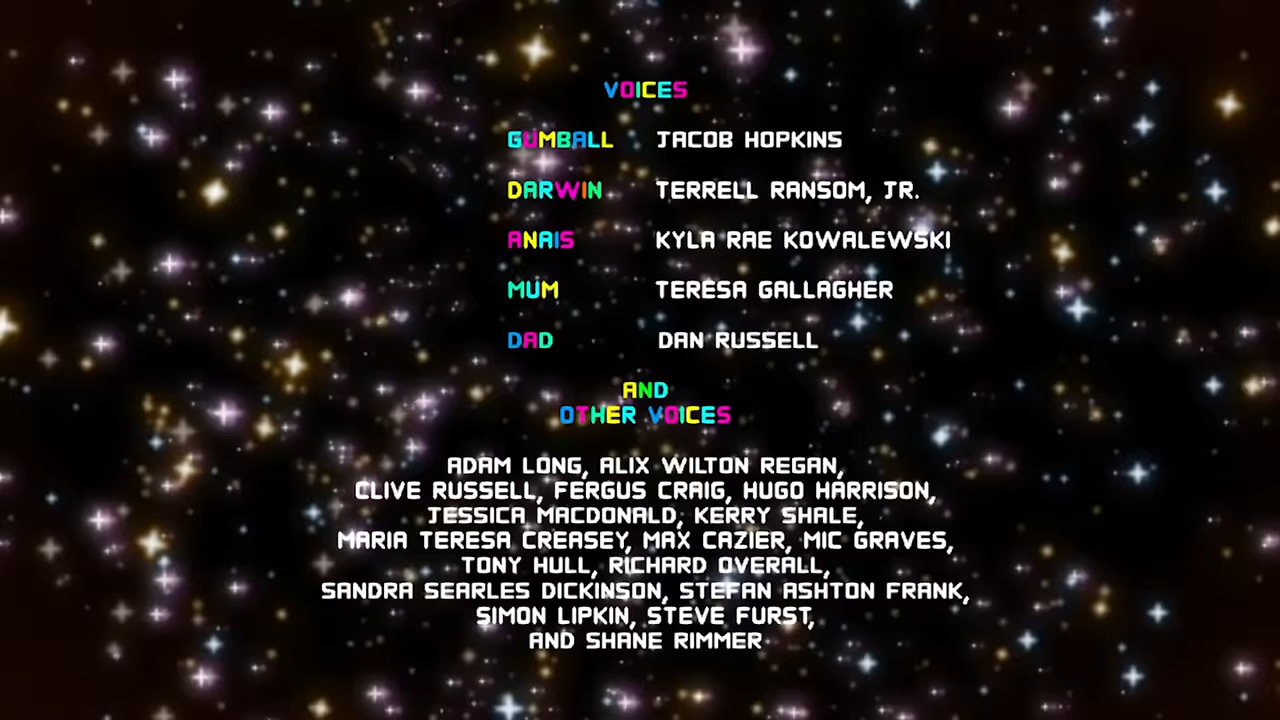 VOICES
GUMBALL JACOB HOPKINS
DARWIN TERRELL RANSOM, JR.
ANAIS KYLA RAE KOWALEWSKI
MUM TERESA GALLAGHER
DAD DAN RUSSELL
AND
OTHER VOICES
ADAM LONG, ALIX WILTON REGAN,
CLIVE RUSSELL, FERGUS CRAIG, HUGO HARRISON,
JESSICA MACDONALD, KERRY SHALE,
MARIA TERESA CREASEY, MAX CAZIER, MIC GRAVES,
TONY HULL, RICHARD OVERALL,
SANDRA SEARLES DICKINSON, STEFAN ASHTON FRANK,
SIMON LIPKIN, STEVE FURST,
AND SHANE RIMMER